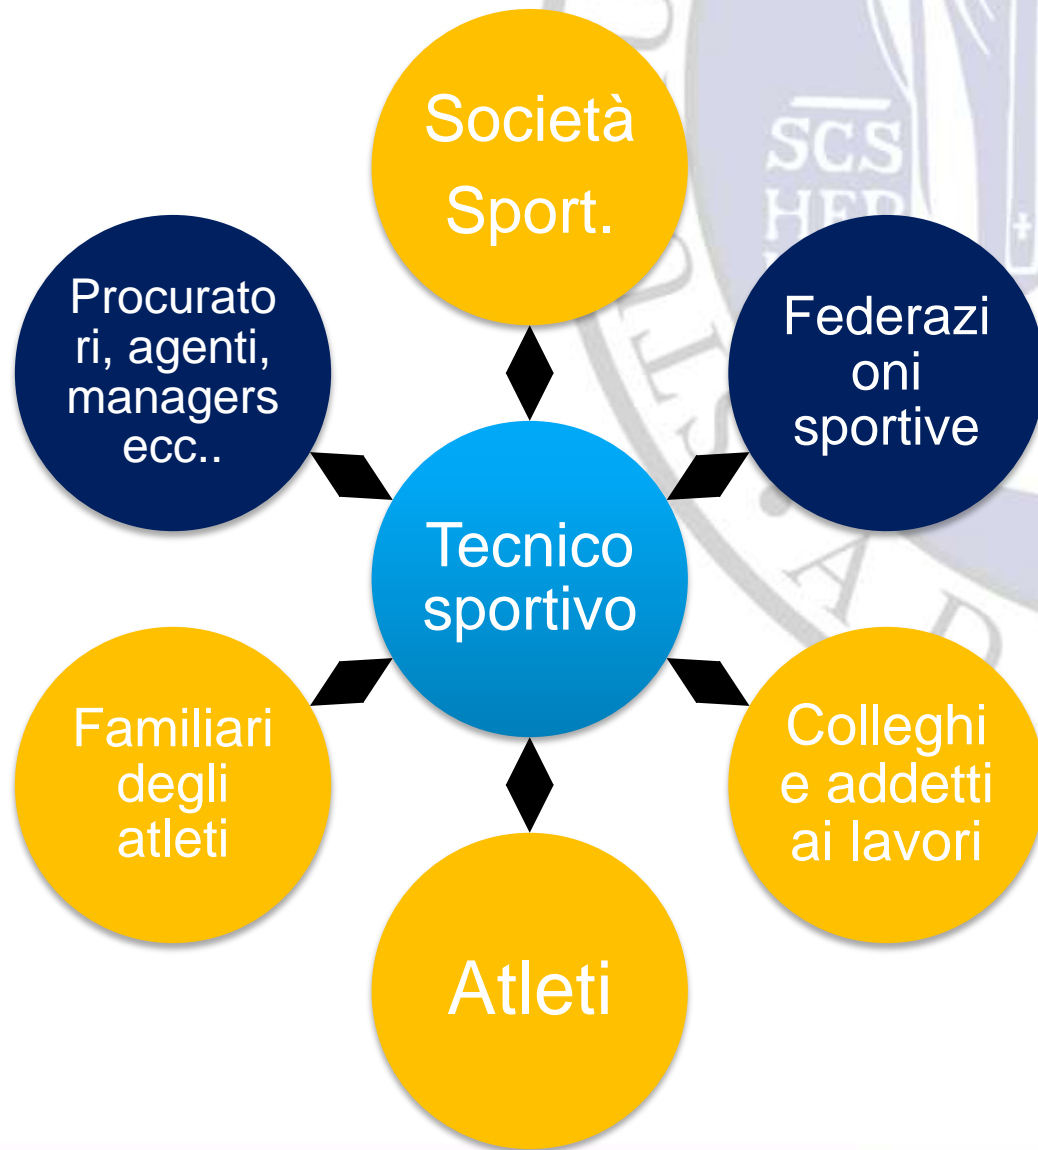 Società
Sport.
SCS
HER
Procurato
ri, agenti,
managers
ecc..
Federazi
oni
sportive
Tecnico
sportivo
Familiari
degli
atleti
Colleghi
e addetti
ai lavori
Atleti